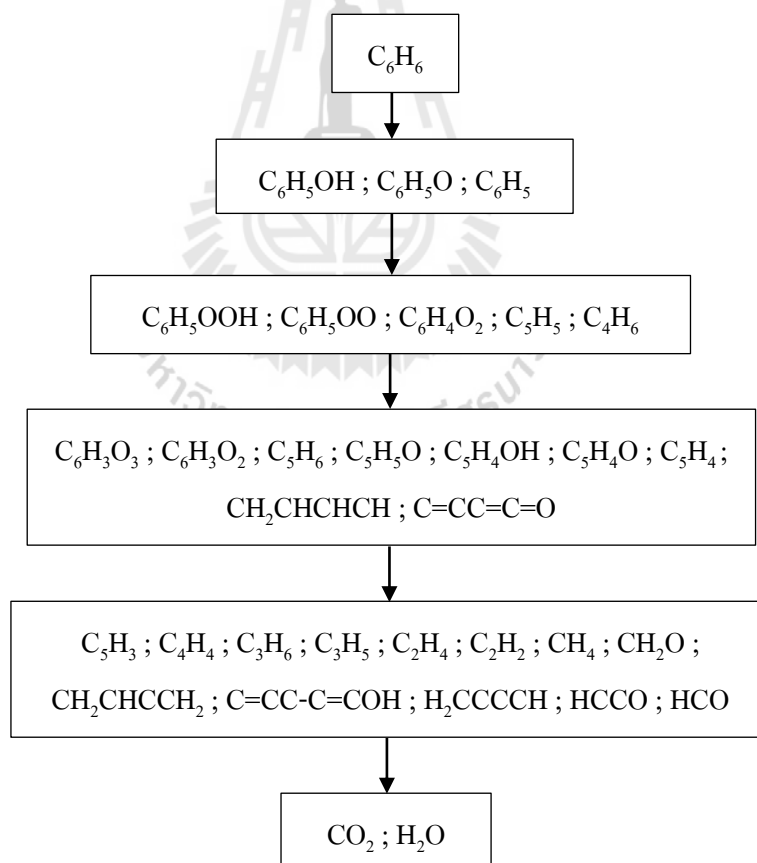 C₆H₆
C₆H₅OH ; C₆H₅O ; C₆H₅
C₆H₅OOH ; C₆H₅OO ; C₆H₄O₂ ; C₅H₅ ; C₄H₆
C₆H₃O₃ ; C₆H₃O₂ ; C₅H₆ ; C₅H₅O ; C₅H₄OH ; C₅H₄O ; C₅H₄ ;
CH₂CHCHCH ; C=CC=C=O
C₅H₃ ; C₄H₄ ; C₃H₆ ; C₃H₅ ; C₂H₄ ; C₂H₂ ; CH₄ ; CH₂O ;
CH₂CHCCH₂ ; C=CC-C=COH ; H₂CCCCH ; HCCO ; HCO
CO₂ ; H₂O